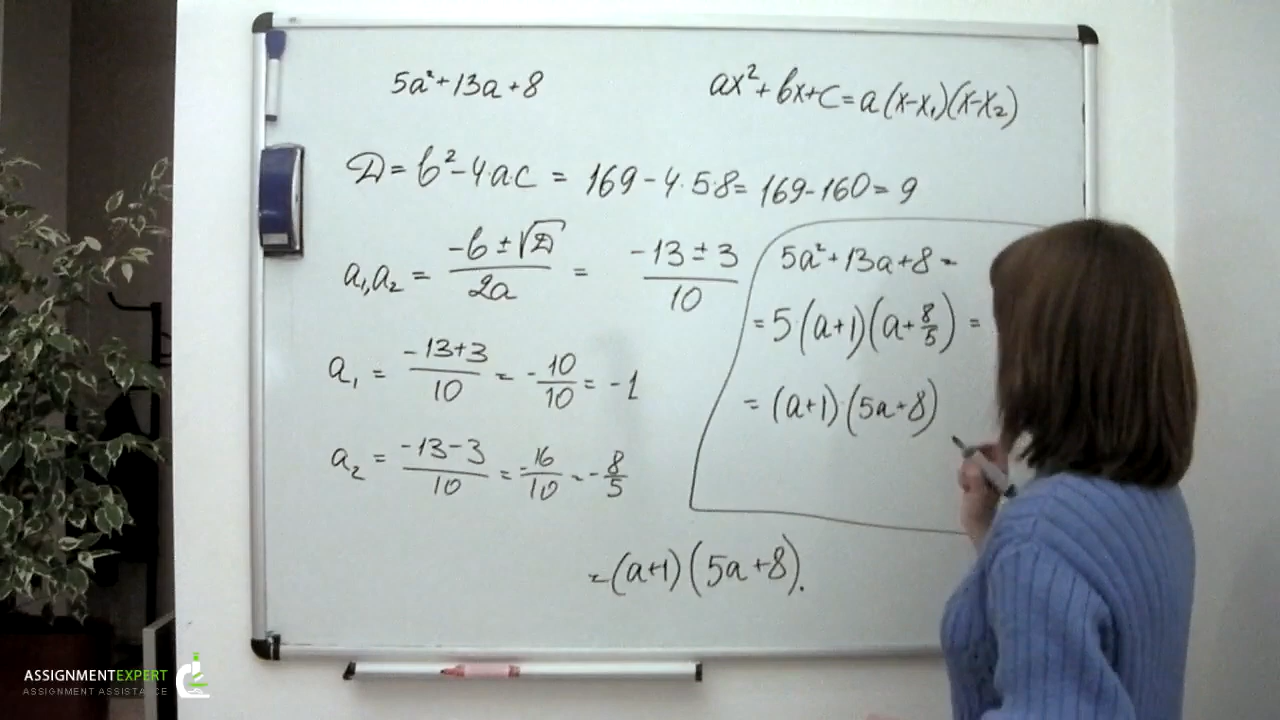 5a²+13a+8
ax²+bx+c=a(x-x₁)(x-x₂)
D=b²-4ac = 169-4·5·8= 169-160=9
a₁,a₂ = (-b±√D)/(2a) = (-13±3)/10
a₁ = (-13+3)/10 = -10/10 = -1
a₂ = (-13-3)/10 = -16/10 = -8/5
5a²+13a+8=
=5·(a+1)(a+8/5)=
=(a+1)·(5a+8)
=(a+1)(5a+8).
ASSIGNMENTEXPERT
ASSIGNMENT ASSISTANCE